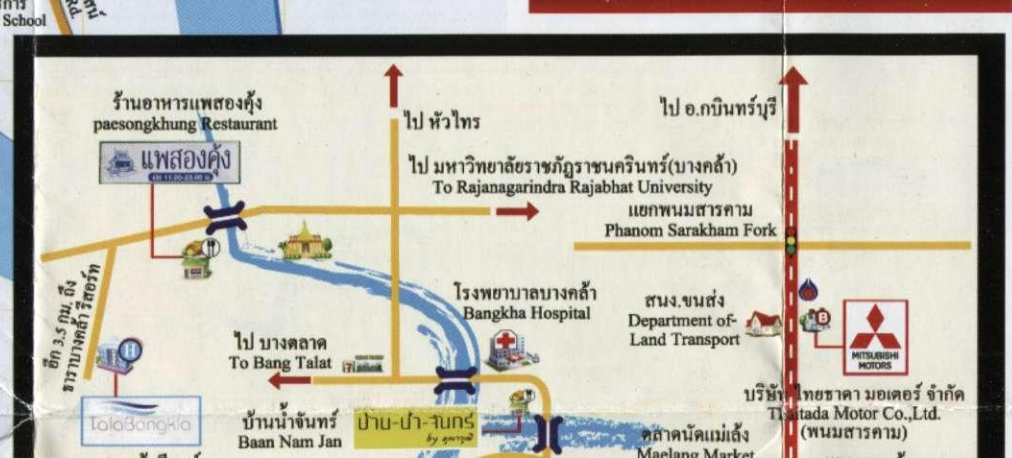 School
Rd.
ร้านอาหารแพสองคุ้ง
paesongkhung Restaurant
แพสองคุ้ง
ไป หัวไทร
ไป อ.กบินทร์บุรี
ไป มหาวิทยาลัยราชภัฏราชนครินทร์(บางคล้า)
To Rajanagarindra Rajabhat University
แยกพนมสารคาม
Phanom Sarakham Fork
อีก 3.5 กม. ถึง
ธาราบางคล้า รีสอร์ท
H
โรงพยาบาลบางคล้า
Bangkha Hospital
สนง.ขนส่ง
Department of-
Land Transport
B
MITSUBISHI
MOTORS
ไป บางตลาด
To Bang Talat
บริษัท ไทยธาดา มอเตอร์ จำกัด
Thaitada Motor Co.,Ltd.
(พนมสารคาม)
TalaBangkla
บ้านน้ำจันทร์
Baan Nam Jan
บ้าน-น้ำ-จันทร์
by
ตลาดนัดแม่เล้ง
Maelang Market